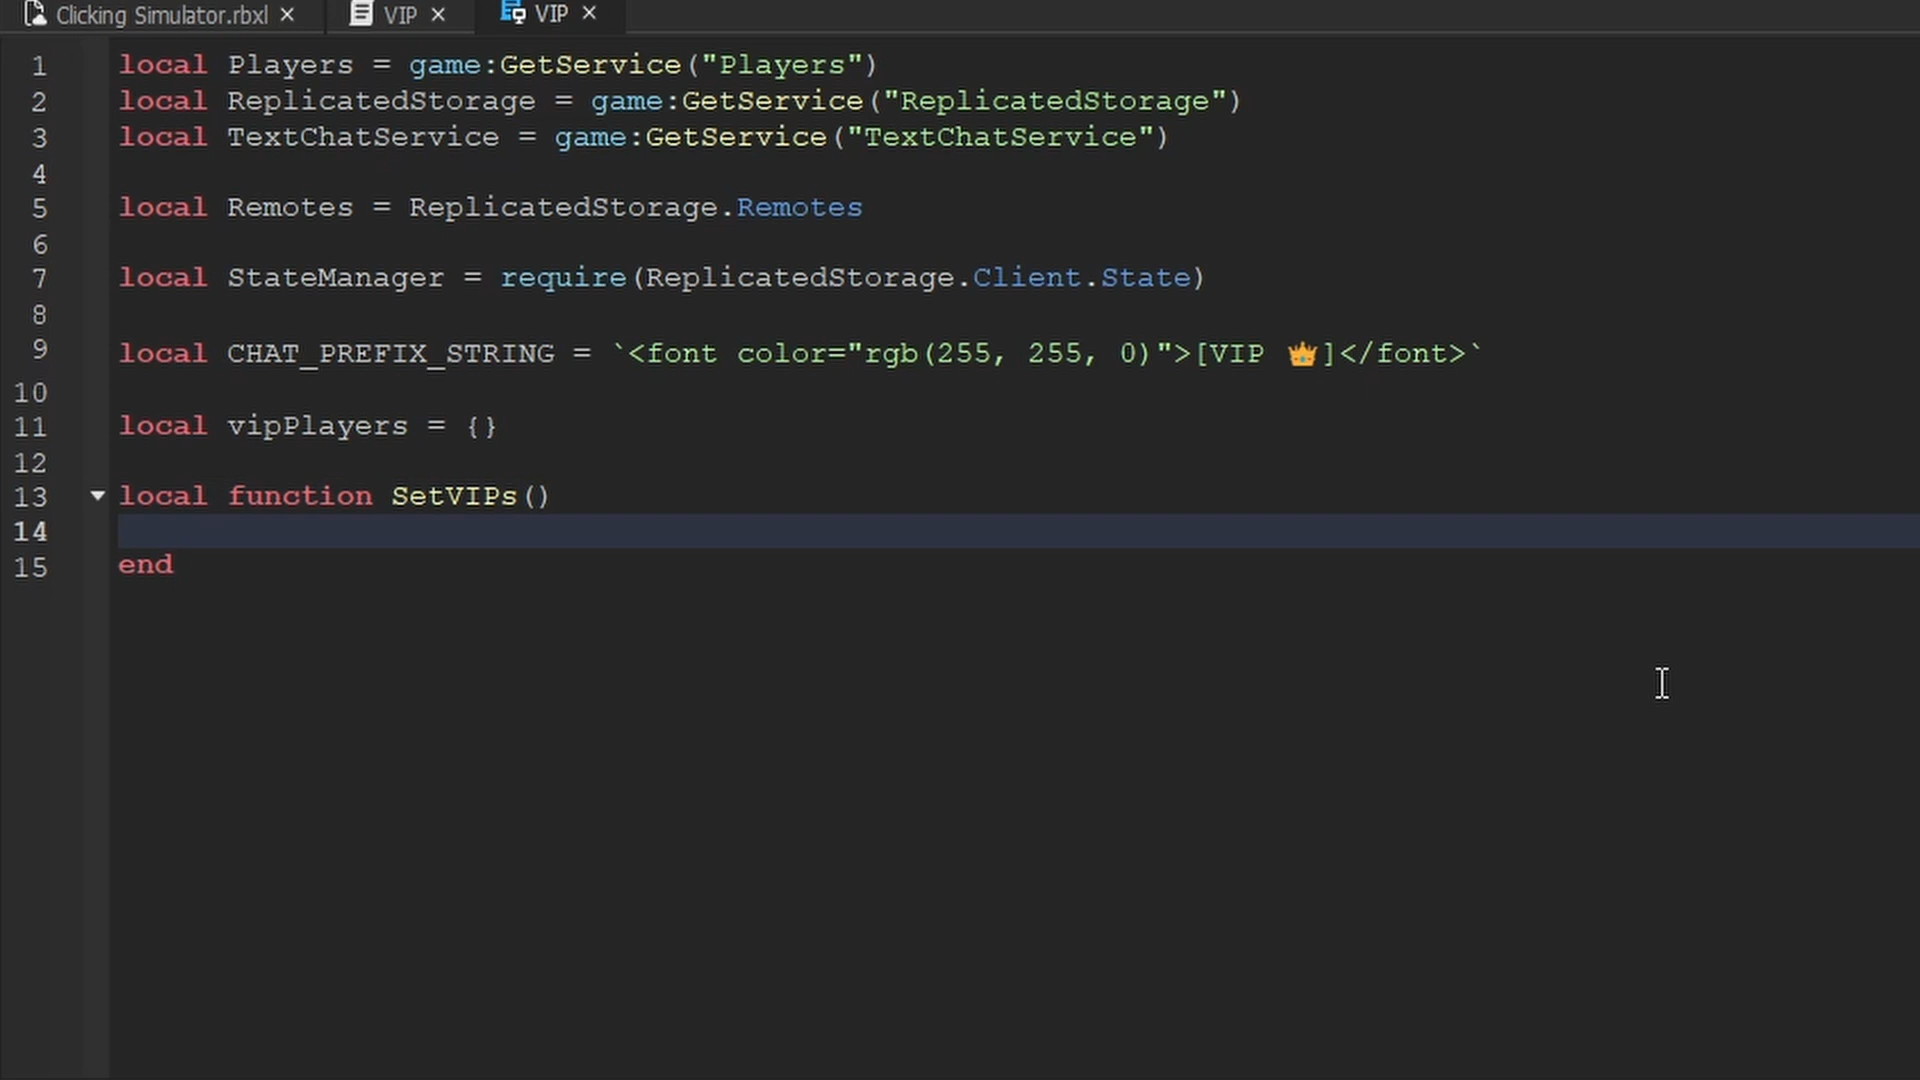 Clicking Simulator.rbxl × VIP × VIP ×
1 local Players = game:GetService("Players")
2 local ReplicatedStorage = game:GetService("ReplicatedStorage")
3 local TextChatService = game:GetService("TextChatService")
4
5 local Remotes = ReplicatedStorage.Remotes
6
7 local StateManager = require(ReplicatedStorage.Client.State)
8
9 local CHAT_PREFIX_STRING = `<font color="rgb(255, 255, 0)">[VIP 👑]</font>`
10
11 local vipPlayers = {}
12
13 local function SetVIPs()
14
15 end